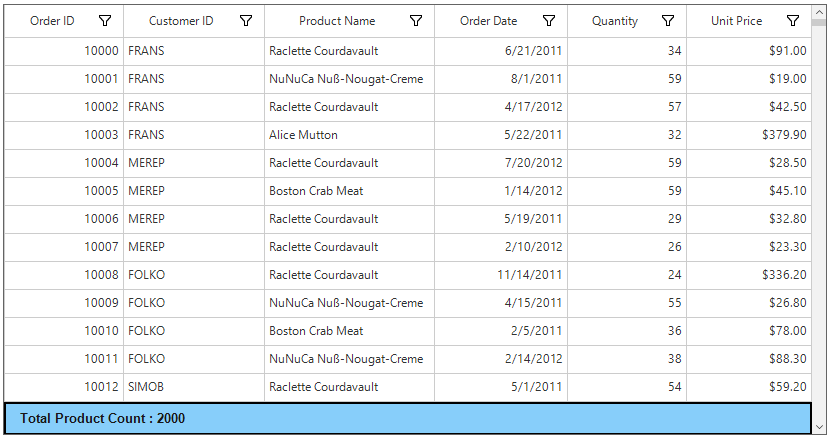 Order ID Customer ID Product Name Order Date Quantity Unit Price
10000 FRANS Raclette Courdavault 6/21/2011 34 $91.00
10001 FRANS NuNuCa Nuß-Nougat-Creme 8/1/2011 59 $19.00
10002 FRANS Raclette Courdavault 4/17/2012 57 $42.50
10003 FRANS Alice Mutton 5/22/2011 32 $379.90
10004 MEREP Raclette Courdavault 7/20/2012 59 $28.50
10005 MEREP Boston Crab Meat 1/14/2012 59 $45.10
10006 MEREP Raclette Courdavault 5/19/2011 29 $32.80
10007 MEREP Raclette Courdavault 2/10/2012 26 $23.30
10008 FOLKO Raclette Courdavault 11/14/2011 24 $336.20
10009 FOLKO NuNuCa Nuß-Nougat-Creme 4/15/2011 55 $26.80
10010 FOLKO Boston Crab Meat 2/5/2011 36 $78.00
10011 FOLKO NuNuCa Nuß-Nougat-Creme 2/14/2012 38 $88.30
10012 SIMOB Raclette Courdavault 5/1/2011 54 $59.20
Total Product Count : 2000